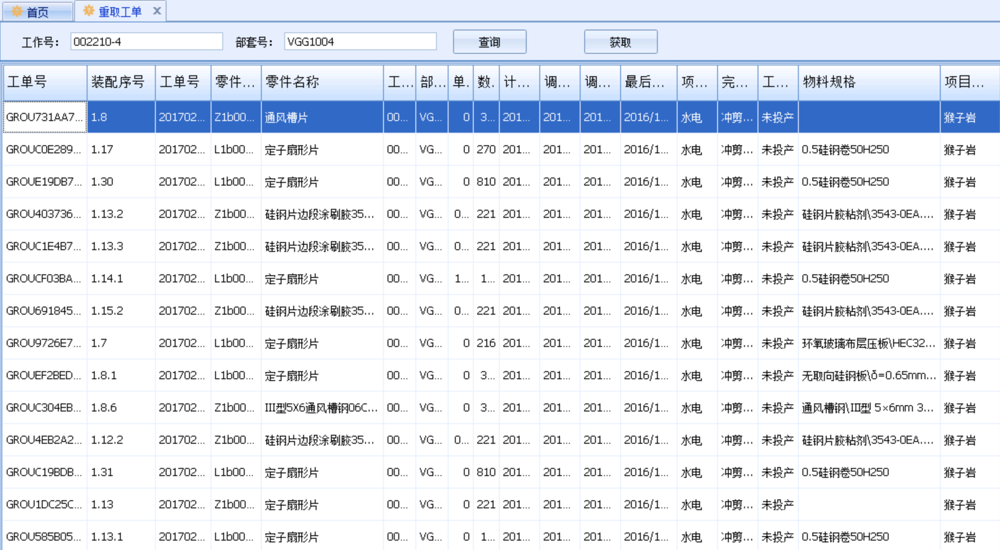 首页 重取工单 X
工作号： 002210-4 部套号： VGG1004 查询 获取
工单号 装配序号 工单号 零件... 零件名称 工... 部... 单. 数. 计... 调... 调... 最后... 项... 完... 工... 物料规格 项目...
GROU731AA7... 1.8 201702... Z1b00... 通风槽片 00... VG... 0 3... 201... 201... 201... 2016/1... 水电 冲剪... 未投产 猴子岩
GROUC0E289... 1.17 201702... L1b00... 定子扇形片 00... VG... 0 270 201... 201... 201... 2016/1... 水电 冲剪... 未投产 0.5硅钢卷50H250 猴子岩
GROUE19DB7... 1.30 201702... L1b00... 定子扇形片 00... VG... 0 810 201... 201... 201... 2016/1... 水电 冲剪... 未投产 0.5硅钢卷50H250 猴子岩
GROU403736... 1.13.2 201702... Z1b00... 硅钢片边段涂刷胶35... 00... VG... 0... 221 201... 201... 201... 2016/1... 水电 冲剪... 未投产 硅钢片胶粘剂\3543-0EA.... 猴子岩
GROUC1E4B7... 1.13.3 201702... Z1b00... 硅钢片边段涂刷胶35... 00... VG... 0... 221 201... 201... 201... 2016/1... 水电 冲剪... 未投产 硅钢片胶粘剂\3543-0EA.... 猴子岩
GROUCF03BA... 1.14.1 201702... L1b00... 定子扇形片 00... VG... 1... 1... 201... 201... 201... 2016/1... 水电 冲剪... 未投产 0.5硅钢卷50H250 猴子岩
GROU691845... 1.15.2 201702... Z1b00... 硅钢片边段涂刷胶35... 00... VG... 0... 221 201... 201... 201... 2016/1... 水电 冲剪... 未投产 硅钢片胶粘剂\3543-0EA.... 猴子岩
GROU9726E7... 1.7 201702... L1b00... 定子扇形片 00... VG... 0 216 201... 201... 201... 2016/1... 水电 冲剪... 未投产 环氧玻璃布层压板\HEC32... 猴子岩
GROUEF2BED... 1.8.1 201702... L1b00... 定子扇形片 00... VG... 0 3... 201... 201... 201... 2016/1... 水电 冲剪... 未投产 无取向硅钢板\δ=0.65mm... 猴子岩
GROUC304EB... 1.8.6 201702... Z1b00... III型5X6通风槽钢06C... 00... VG... 0 3... 201... 201... 201... 2016/1... 水电 冲剪... 未投产 通风槽钢\III型 5×6mm 3... 猴子岩
GROU4EB2A2... 1.12.2 201702... Z1b00... 硅钢片边段涂刷胶35... 00... VG... 0... 221 201... 201... 201... 2016/1... 水电 冲剪... 未投产 硅钢片胶粘剂\3543-0EA.... 猴子岩
GROUC19BDB... 1.31 201702... L1b00... 定子扇形片 00... VG... 0 810 201... 201... 201... 2016/1... 水电 冲剪... 未投产 0.5硅钢卷50H250 猴子岩
GROU1DC25C... 1.13 201702... Z1b00... 定子扇形片 00... VG... 0 221 201... 201... 201... 2016/1... 水电 冲剪... 未投产 猴子岩
GROU585B05... 1.13.1 201702... L1b00... 定子扇形片 00... VG... 0 1... 201... 201... 201... 2016/1... 水电 冲剪... 未投产 0.5硅钢卷50H250 猴子岩